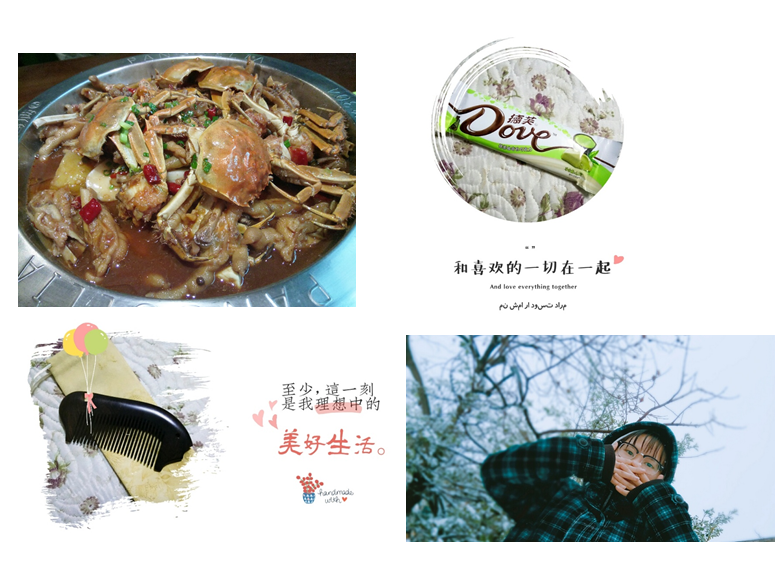 德芙
Dove
“ ”
和喜欢的一切在一起
And love everything together
至少，這一刻
是我理想中的
美好生活。
handmade
with